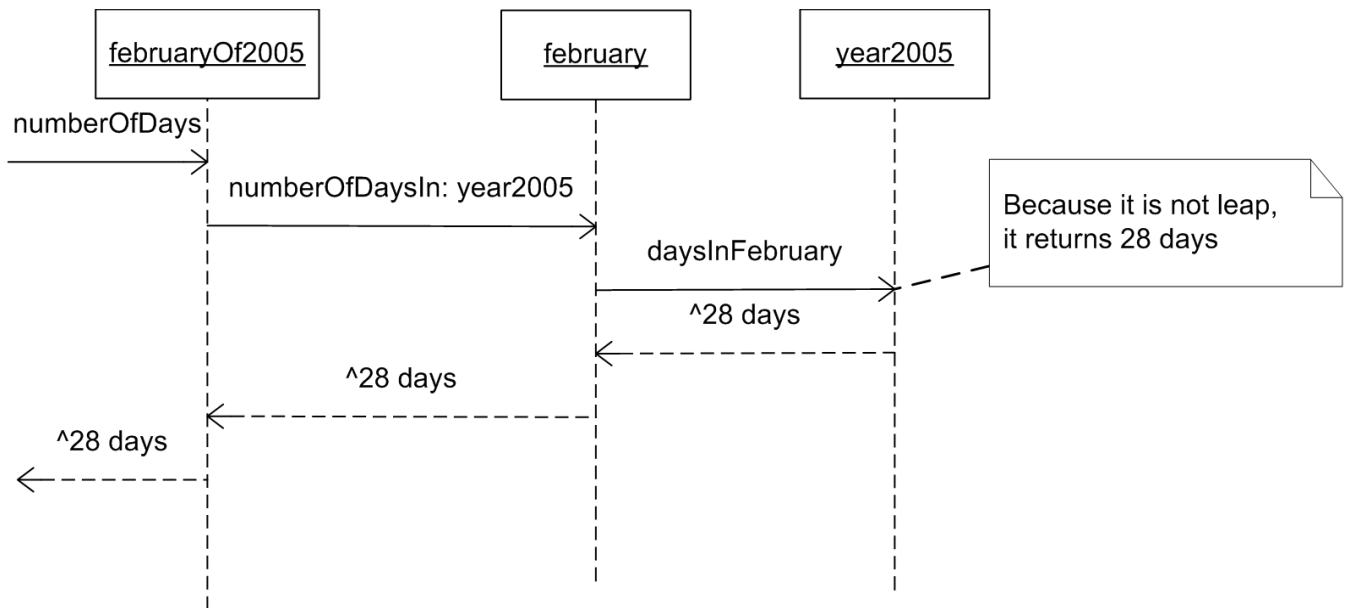 februaryOf2005
february
year2005
numberOfDays
numberOfDaysIn: year2005
Because it is not leap,
it returns 28 days
daysInFebruary
^28 days
^28 days
^28 days